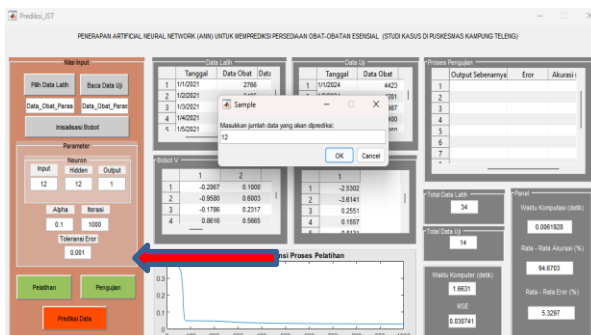 Prediksi_JST
PENERAPAN ARTIFICIAL NEURAL NETWORK (ANN) UNTUK MEMPREDIKSI PERSEDIAAN OBAT-OBATAN ESENSIAL (STUDI KASUS DI PUSKESMAS KAMPUNG TELENG)
Nilai Input
Pilih Data Latih
Baca Data Uji
Data_Obat_Paras
Data_Obat_Paras
Inisialisasi Bobot
Parameter
Neuron
Input Hidden Output
12 12 1
Alpha Iterasi
0.1 1000
Toleransi Eror
0.001
Pelatihan
Pengujian
Prediksi Data
Data Latih
Tanggal Data Obat Data
1 1/1/2021 2766
2 1/2/2021
3 1/3/2021
4 1/4/2021
5 1/5/2021
Data Uji
Tanggal Data Obat
1 1/1/2024 4423
Sample
Masukkan jumlah data yang akan diprediksi:
12
OK
Cancel
Proses Pengujian
Output Sebenarnya Eror Akurasi (
1
2
3
4
5
6
7
Bobot V
1 2
1 -0.2067 0.1000
2 -0.9580 0.6003
3 -0.1786 0.2317
4 0.8616 0.5665
1
1 -2.5302
2 -3.6141
3 0.2551
4 0.1557
Total Data Latih
34
Total Data Uji
14
Waktu Komputer (detik)
1.6631
MSE
0.030741
Panel
Waktu Komputasi (detik)
0.0061928
Rata - Rata Akurasi (%)
94.6703
Rata - Rata Eror (%)
5.3297
nsi Proses Pelatihan
0.3
0.2
0.1
0